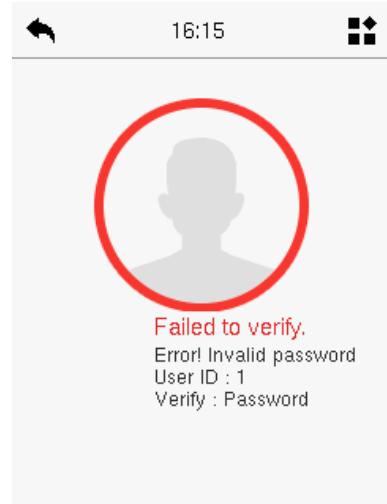 16:15
Failed to verify.
Error! Invalid password
User ID : 1
Verify : Password